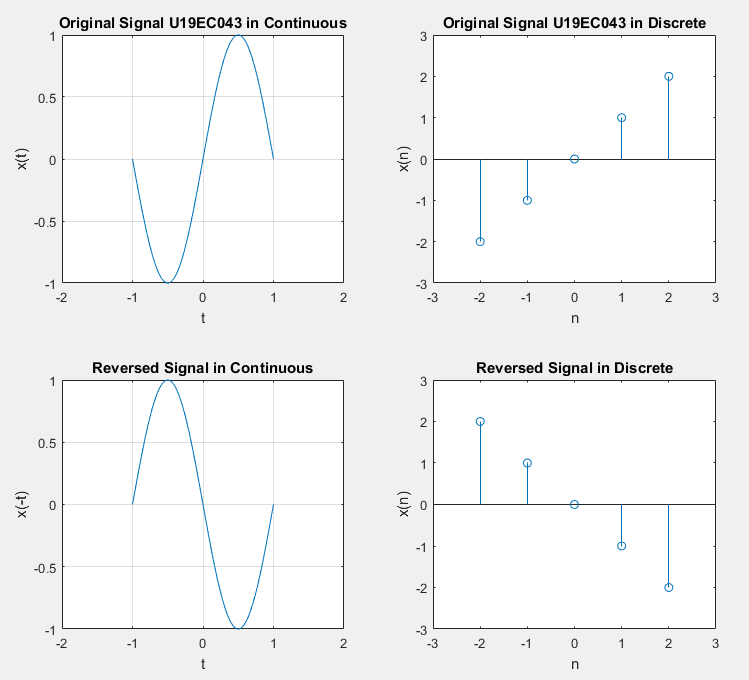 Original Signal U19EC043 in Continuous
1
0.5
0
-0.5
-1
x(t)
-2 -1 0 1 2
t
Original Signal U19EC043 in Discrete
3
2
1
0
-1
-2
-3
x(n)
-3 -2 -1 0 1 2 3
n
Reversed Signal in Continuous
1
0.5
0
-0.5
-1
x(-t)
-2 -1 0 1 2
t
Reversed Signal in Discrete
3
2
1
0
-1
-2
-3
x(n)
-3 -2 -1 0 1 2 3
n